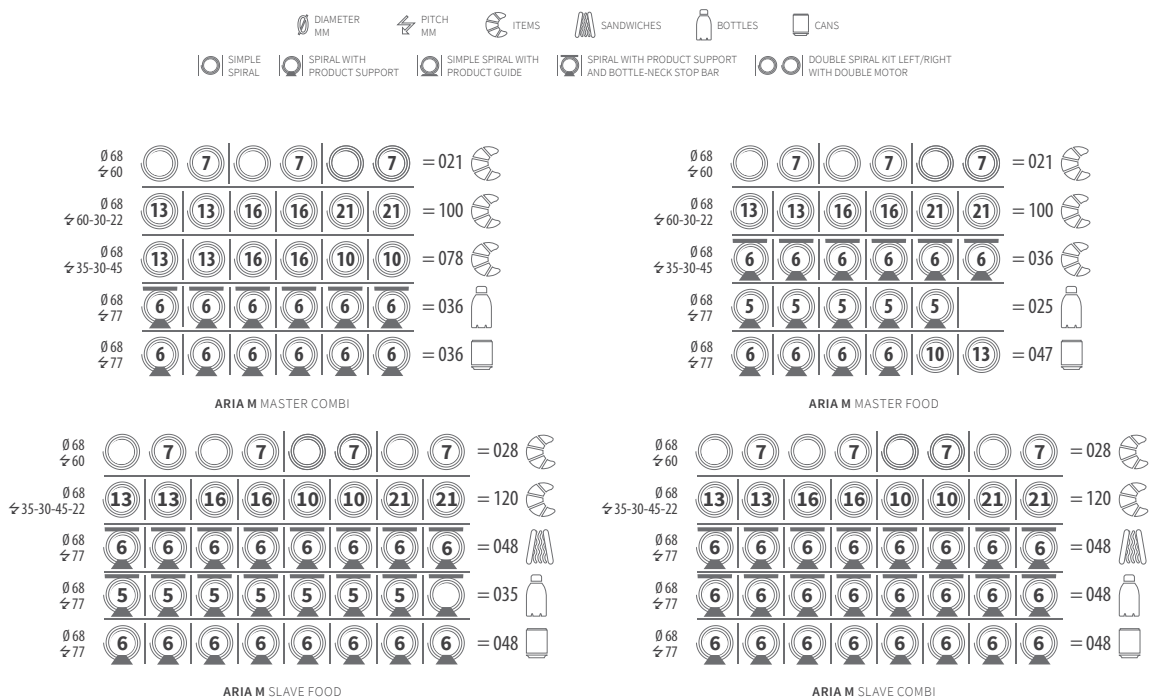 DIAMETER
MM
PITCH
MM
ITEMS
SANDWICHES
BOTTLES
CANS
SIMPLE
SPIRAL
SPIRAL WITH
PRODUCT SUPPORT
SIMPLE SPIRAL WITH
PRODUCT GUIDE
SPIRAL WITH PRODUCT SUPPORT
AND BOTTLE-NECK STOP BAR
DOUBLE SPIRAL KIT LEFT/RIGHT
WITH DOUBLE MOTOR
Ø 68
60
7 7 7 = 021
Ø 68
60-30-22
13 13 16 16 21 21 = 100
Ø 68
35-30-45
13 13 16 16 10 10 = 078
Ø 68
77
6 6 6 6 6 6 = 036
Ø 68
77
6 6 6 6 6 6 = 036
ARIA M MASTER COMBI
Ø 68
60
7 7 7 = 021
Ø 68
60-30-22
13 13 16 16 21 21 = 100
Ø 68
35-30-45
6 6 6 6 6 6 = 036
Ø 68
77
5 5 5 5 5 = 025
Ø 68
77
6 6 6 6 10 13 = 047
ARIA M MASTER FOOD
Ø 68
60
7 7 7 7 = 028
Ø 68
35-30-45-22
13 13 16 16 10 10 21 21 = 120
Ø 68
77
6 6 6 6 6 6 6 6 = 048
Ø 68
77
5 5 5 5 5 5 5 = 035
Ø 68
77
6 6 6 6 6 6 6 6 = 048
ARIA M SLAVE FOOD
Ø 68
60
7 7 7 7 = 028
Ø 68
35-30-45-22
13 13 16 16 10 10 21 21 = 120
Ø 68
77
6 6 6 6 6 6 6 6 = 048
Ø 68
77
6 6 6 6 6 6 6 6 = 048
Ø 68
77
6 6 6 6 6 6 6 6 = 048
ARIA M SLAVE COMBI